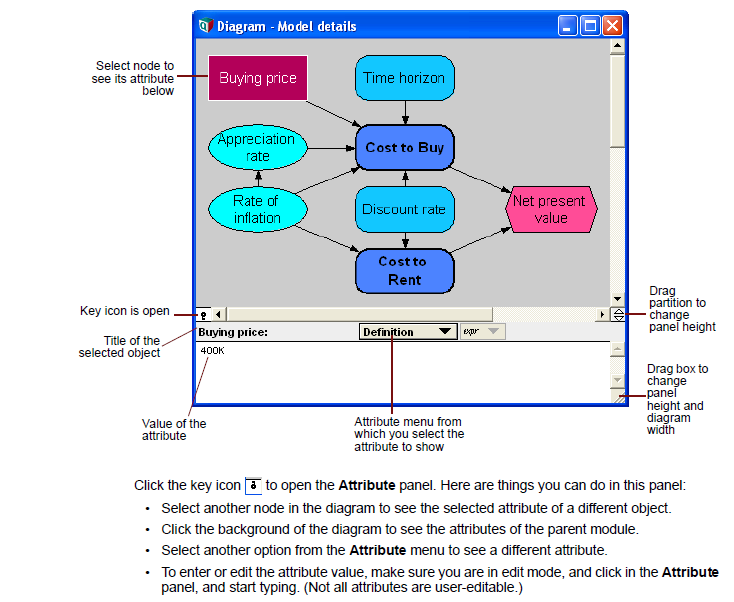 Diagram - Model details
Select node to
see its attribute
below
Buying price
Time horizon
Appreciation
rate
Cost to Buy
Rate of
inflation
Discount rate
Net present
value
Cost to
Rent
Key icon is open
Drag
partition to
change
panel height
Title of the
selected object
Buying price:
Definition
expr
400K
Drag box to
change
panel
height and
diagram
width
Value of the
attribute
Attribute menu from
which you select the
attribute to show
Click the key icon to open the Attribute panel. Here are things you can do in this panel:
• Select another node in the diagram to see the selected attribute of a different object.
• Click the background of the diagram to see the attributes of the parent module.
• Select another option from the Attribute menu to see a different attribute.
• To enter or edit the attribute value, make sure you are in edit mode, and click in the Attribute
panel, and start typing. (Not all attributes are user-editable.)